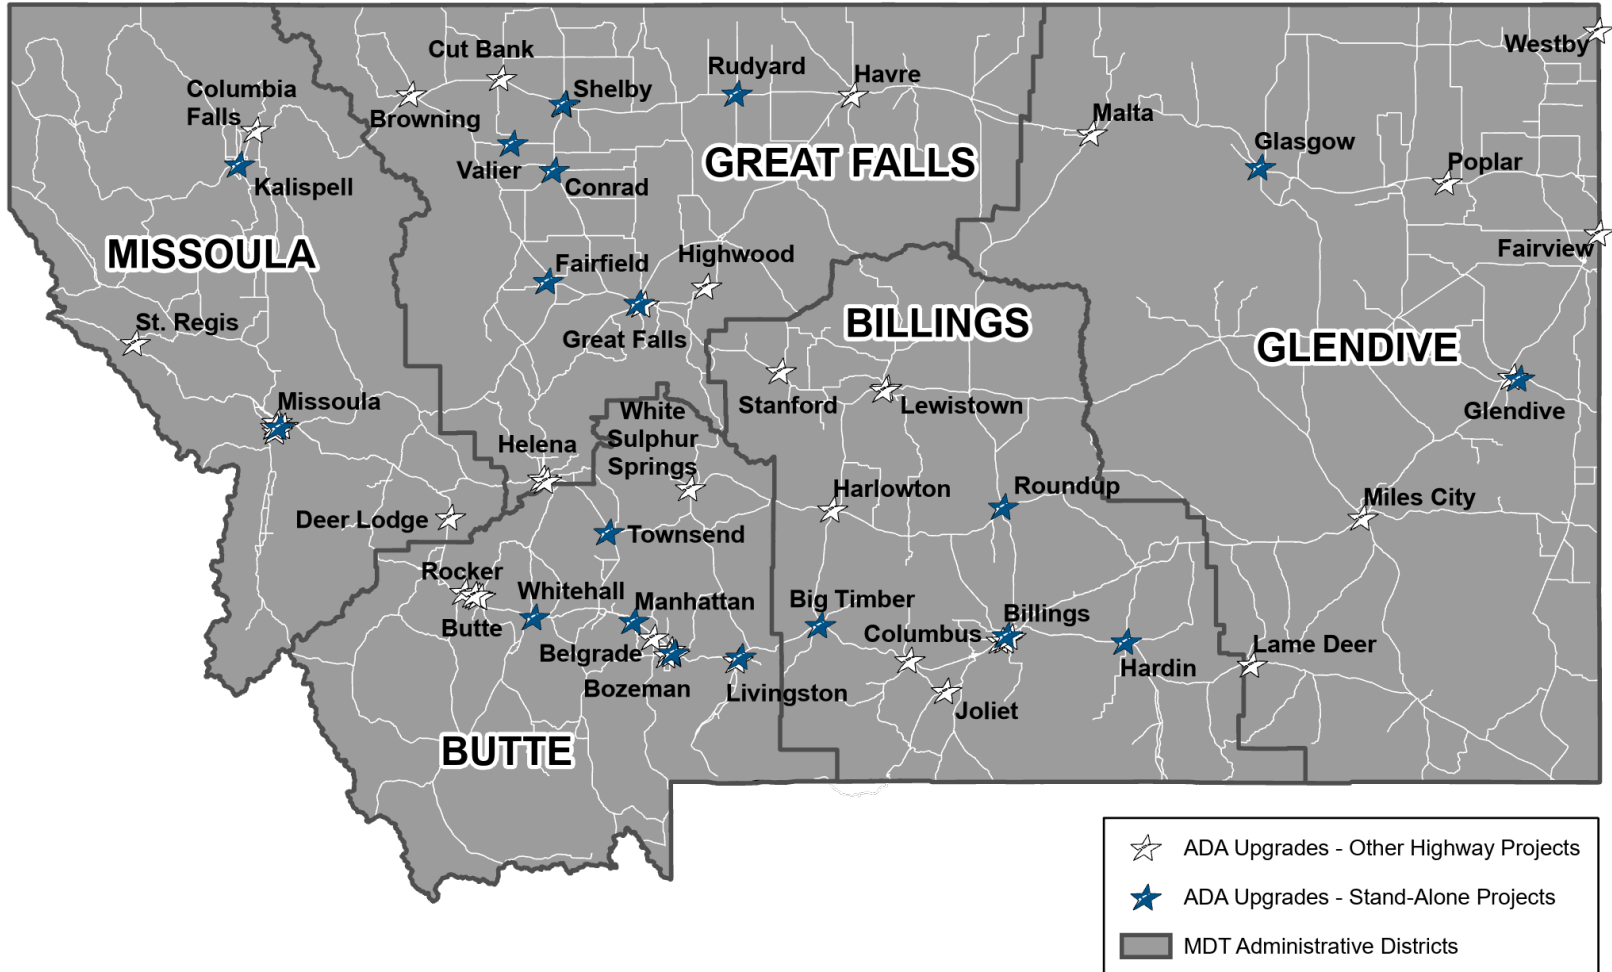 Westby
Cut Bank
Rudyard
Havre
Columbia
Falls
Shelby
Browning
Malta
Glasgow
Poplar
Valier
Conrad
GREAT FALLS
Kalispell
MISSOULA
Fairview
Fairfield
Highwood
St. Regis
BILLINGS
Great Falls
GLENDIVE
Missoula
White
Sulphur
Springs
Stanford
Lewistown
Glendive
Helena
Harlowton
Roundup
Miles City
Deer Lodge
Townsend
Rocker
Whitehall
Manhattan
Big Timber
Billings
Butte
Belgrade
Columbus
Lame Deer
Bozeman
Livingston
Hardin
Joliet
BUTTE
ADA Upgrades - Other Highway Projects
ADA Upgrades - Stand-Alone Projects
MDT Administrative Districts